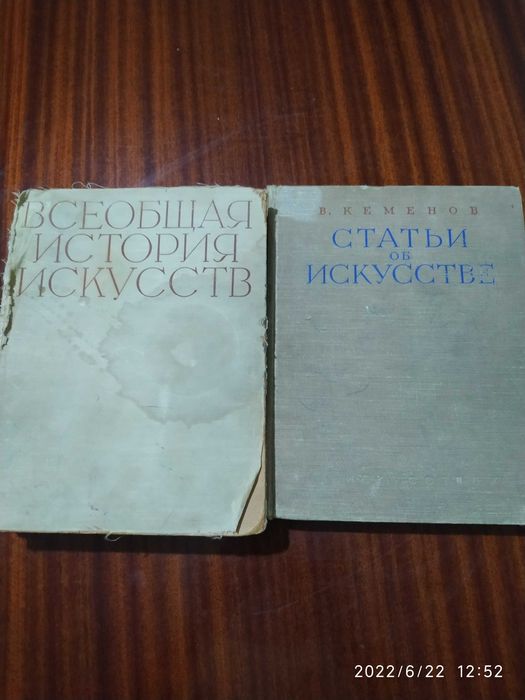 ВСЕОБЩАЯ
ИСТОРИЯ
ИСКУССТВ
В. КЕМЕНОВ
СТАТЬИ
ОБ
ИСКУССТВЕ
2022/6/22 12:52